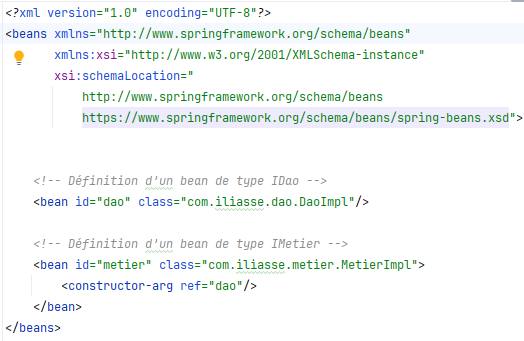 <?xml version="1.0" encoding="UTF-8"?>
<beans xmlns="http://www.springframework.org/schema/beans"
       xmlns:xsi="http://www.w3.org/2001/XMLSchema-instance"
       xsi:schemaLocation="
           http://www.springframework.org/schema/beans
           https://www.springframework.org/schema/beans/spring-beans.xsd">
    <!-- Définition d'un bean de type IDao -->
    <bean id="dao" class="com.iliasse.dao.DaoImpl"/>
    <!-- Définition d'un bean de type IMetier -->
    <bean id="metier" class="com.iliasse.metier.MetierImpl">
        <constructor-arg ref="dao"/>
    </bean>
</beans>